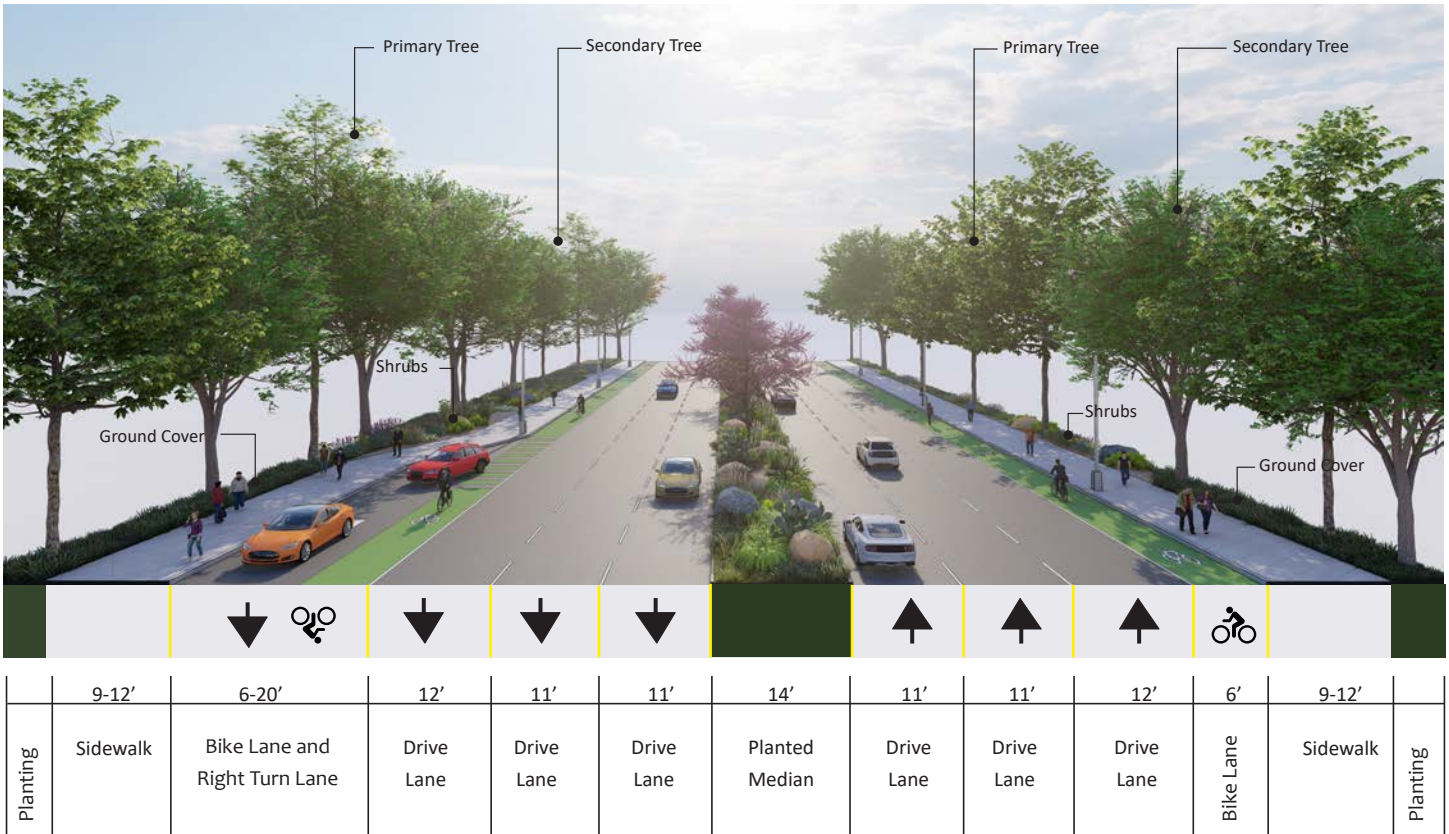 Primary Tree
Secondary Tree
Primary Tree
Secondary Tree
Shrubs
Ground Cover
Shrubs
Ground Cover
9-12’
6-20’
12’
11’
11’
14’
11’
11’
12’
6’
9-12’
Planting
Sidewalk
Bike Lane and
Right Turn Lane
Drive
Lane
Drive
Lane
Drive
Lane
Planted
Median
Drive
Lane
Drive
Lane
Drive
Lane
Bike Lane
Sidewalk
Planting